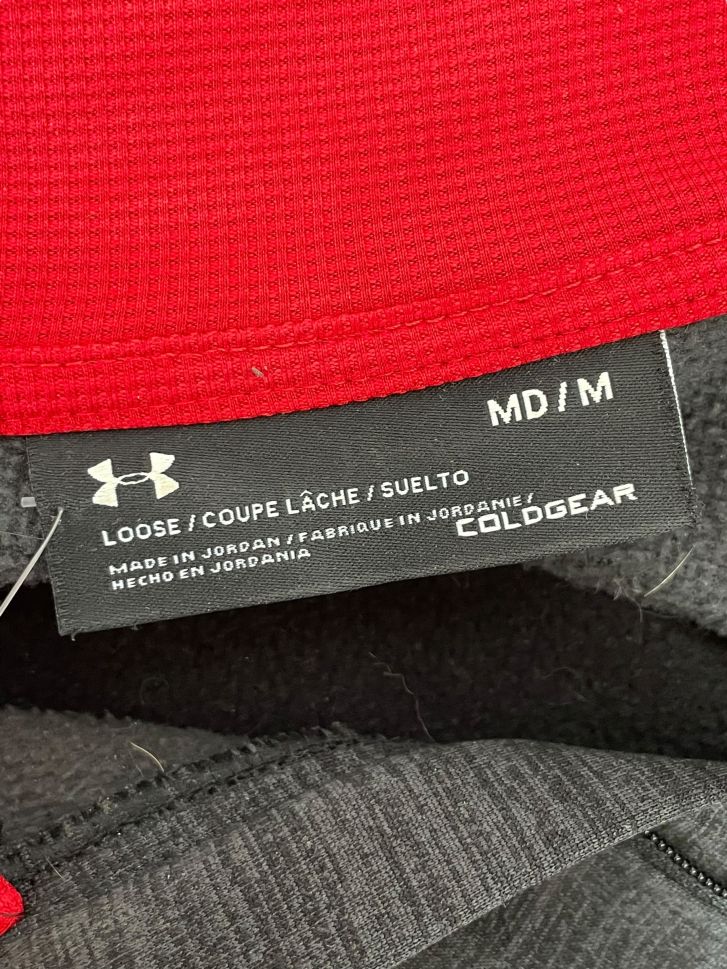 MD / M
LOOSE / COUPE LÂCHE / SUELTO
MADE IN JORDAN / FABRIQUE IN JORDANIE /
HECHO EN JORDANIA
COLDGEAR